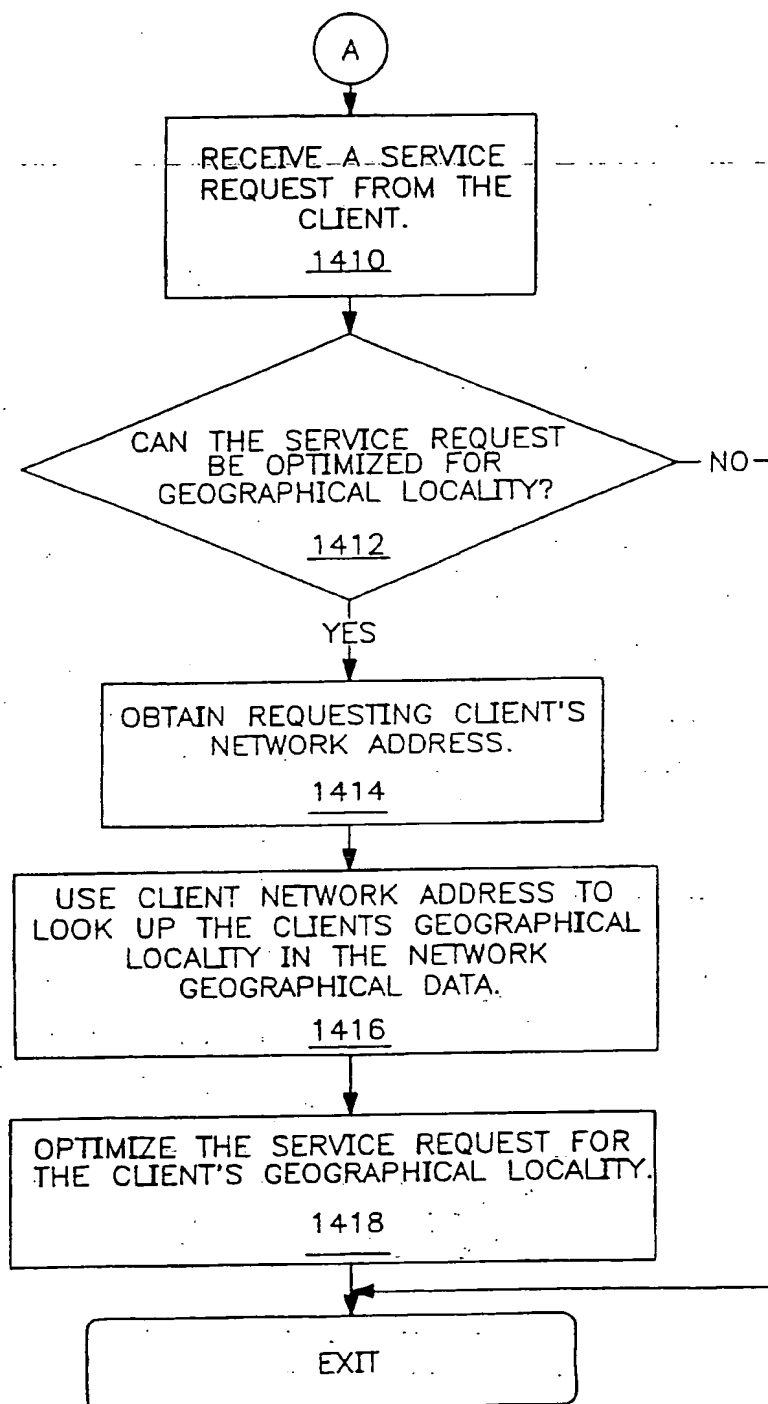 A
RECEIVE A SERVICE
REQUEST FROM THE
CLIENT.
1410
CAN THE SERVICE REQUEST
BE OPTIMIZED FOR
GEOGRAPHICAL LOCALITY?
1412
NO
YES
OBTAIN REQUESTING CLIENT'S
NETWORK ADDRESS.
1414
USE CLIENT NETWORK ADDRESS TO
LOOK UP THE CLIENTS GEOGRAPHICAL
LOCALITY IN THE NETWORK
GEOGRAPHICAL DATA.
1416
OPTIMIZE THE SERVICE REQUEST FOR
THE CLIENT'S GEOGRAPHICAL LOCALITY.
1418
EXIT